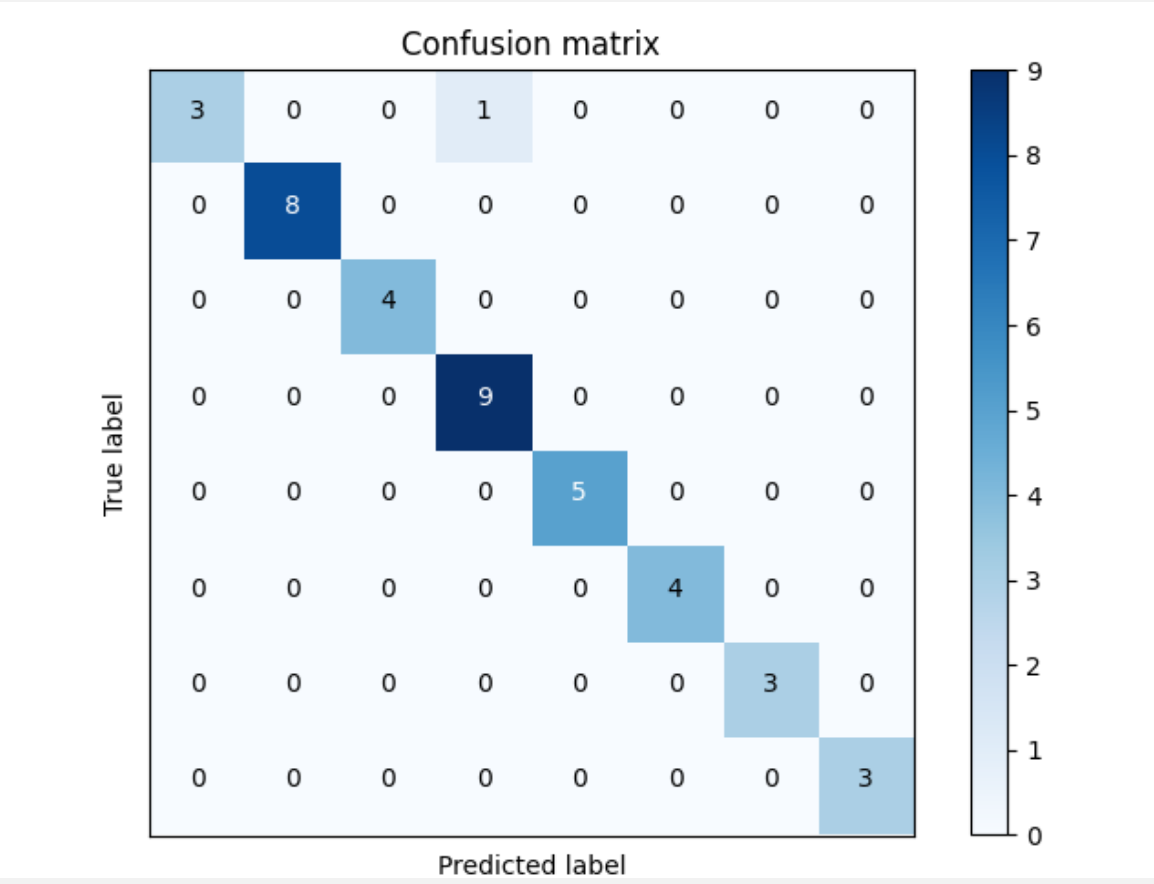 Confusion matrix
3 0 0 1 0 0 0 0
0 8 0 0 0 0 0 0
0 0 4 0 0 0 0 0
0 0 0 9 0 0 0 0
0 0 0 0 5 0 0 0
0 0 0 0 0 4 0 0
0 0 0 0 0 0 3 0
0 0 0 0 0 0 0 3
True label
Predicted label
9
8
7
6
5
4
3
2
1
0